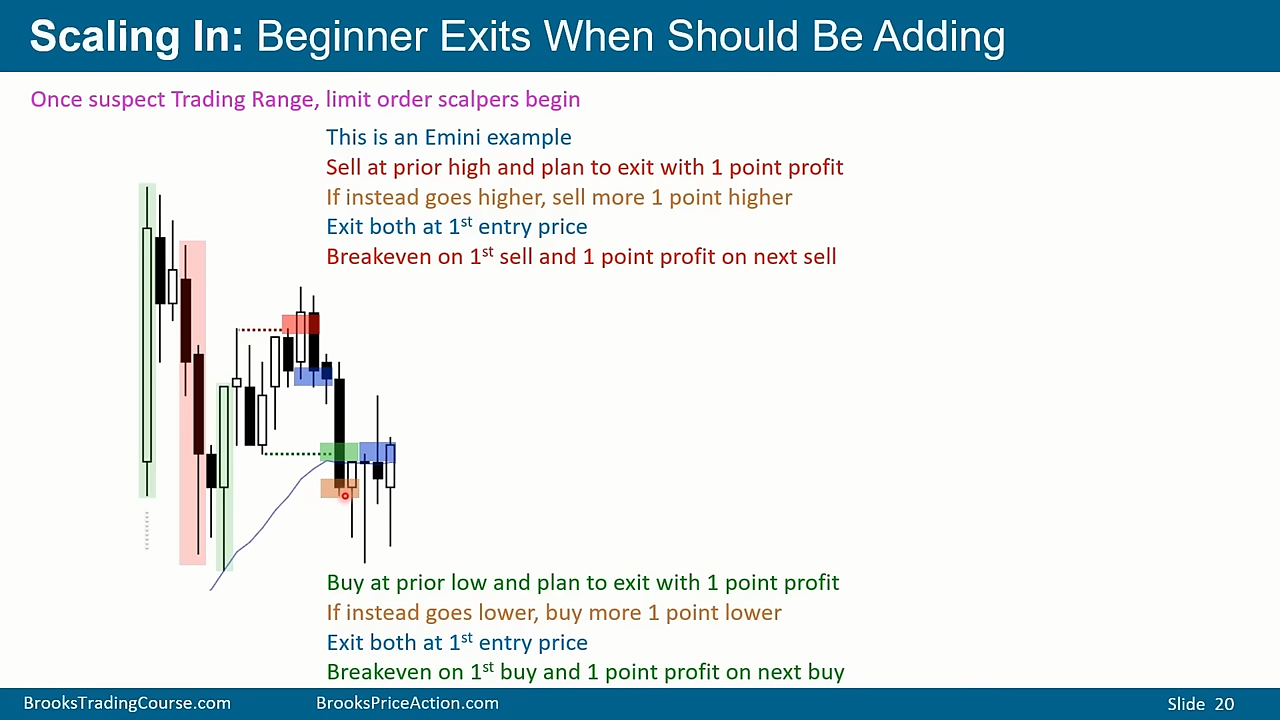 Scaling In: Beginner Exits When Should Be Adding
Once suspect Trading Range, limit order scalpers begin
This is an Emini example
Sell at prior high and plan to exit with 1 point profit
If instead goes higher, sell more 1 point higher
Exit both at 1st entry price
Breakeven on 1st sell and 1 point profit on next sell
Buy at prior low and plan to exit with 1 point profit
If instead goes lower, buy more 1 point lower
Exit both at 1st entry price
Breakeven on 1st buy and 1 point profit on next buy
BrooksTradingCourse.com
BrooksPriceAction.com
Slide 20